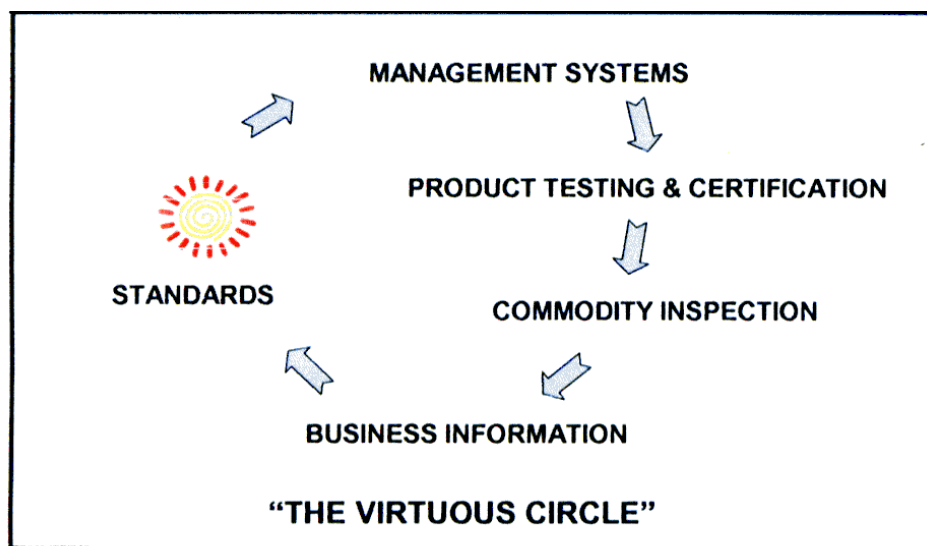 MANAGEMENT SYSTEMS
PRODUCT TESTING & CERTIFICATION
STANDARDS
COMMODITY INSPECTION
BUSINESS INFORMATION
“THE VIRTUOUS CIRCLE”